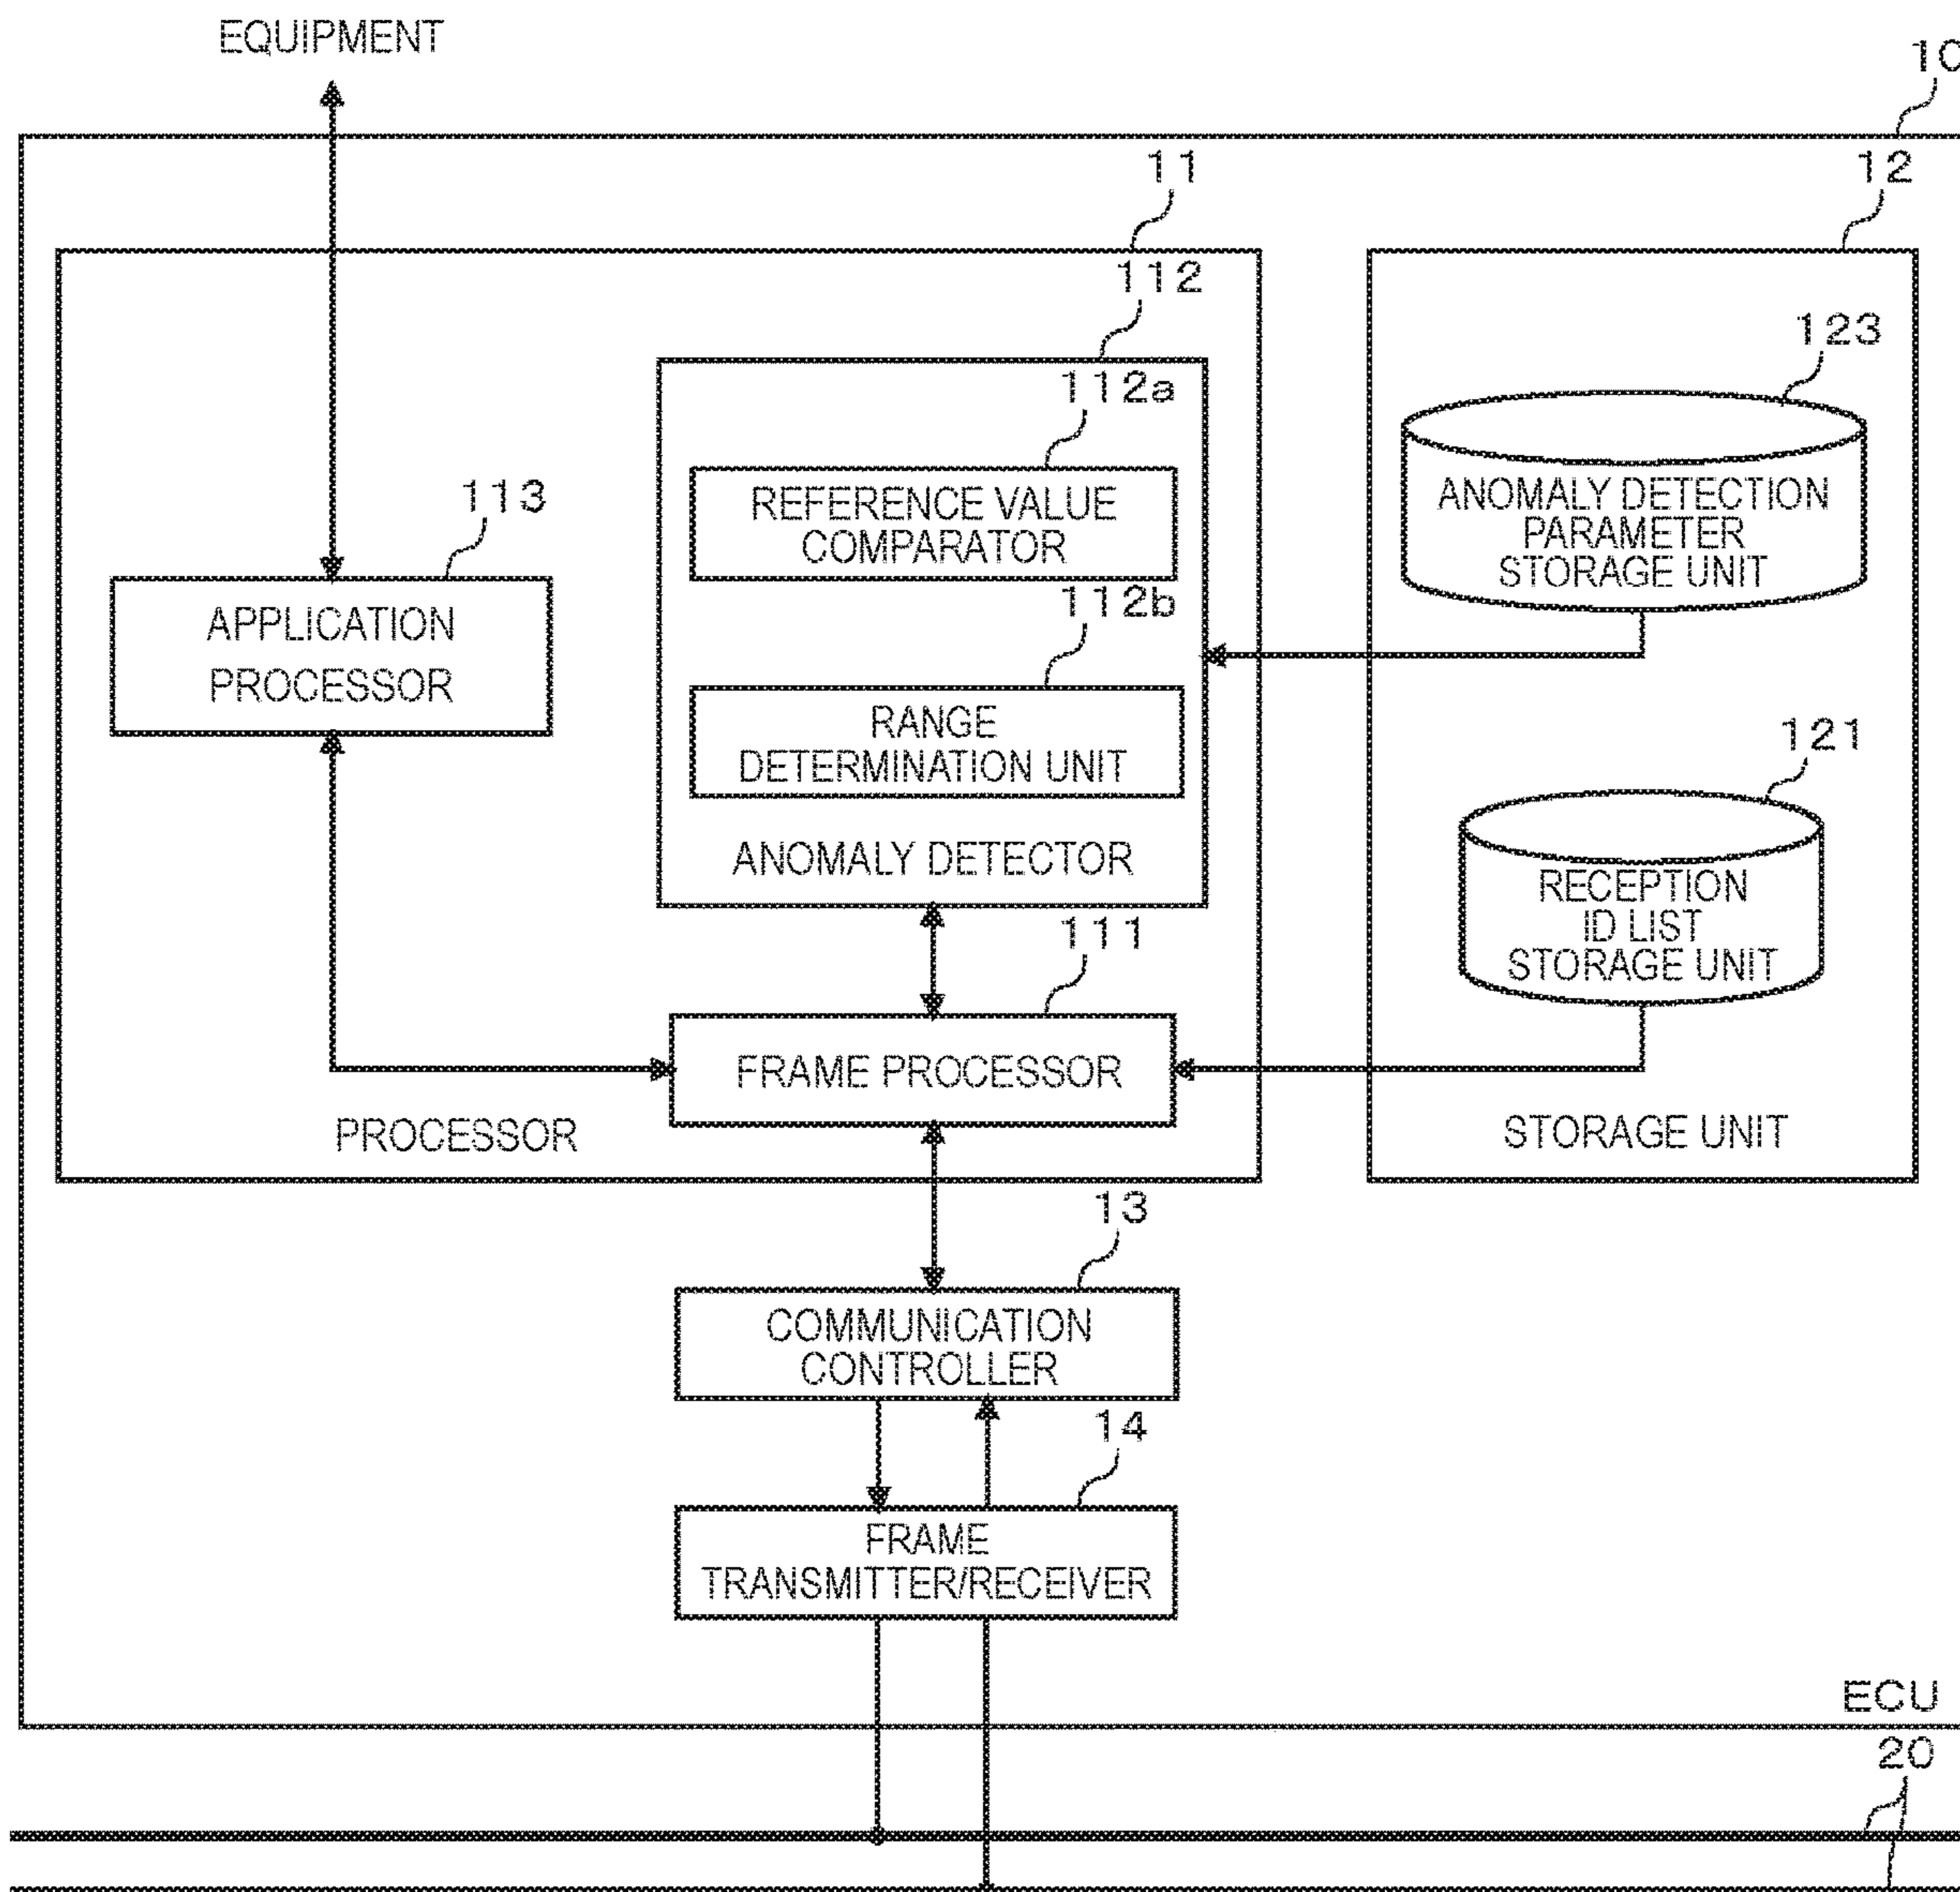 EQUIPMENT
10
11
12
112
123
112a
REFERENCE VALUE
COMPARATOR
ANOMALY DETECTION
PARAMETER
STORAGE UNIT
113
APPLICATION
PROCESSOR
112b
RANGE
DETERMINATION UNIT
121
ANOMALY DETECTOR
RECEPTION
ID LIST
STORAGE UNIT
111
FRAME PROCESSOR
PROCESSOR
STORAGE UNIT
13
COMMUNICATION
CONTROLLER
14
FRAME
TRANSMITTER/RECEIVER
ECU
20